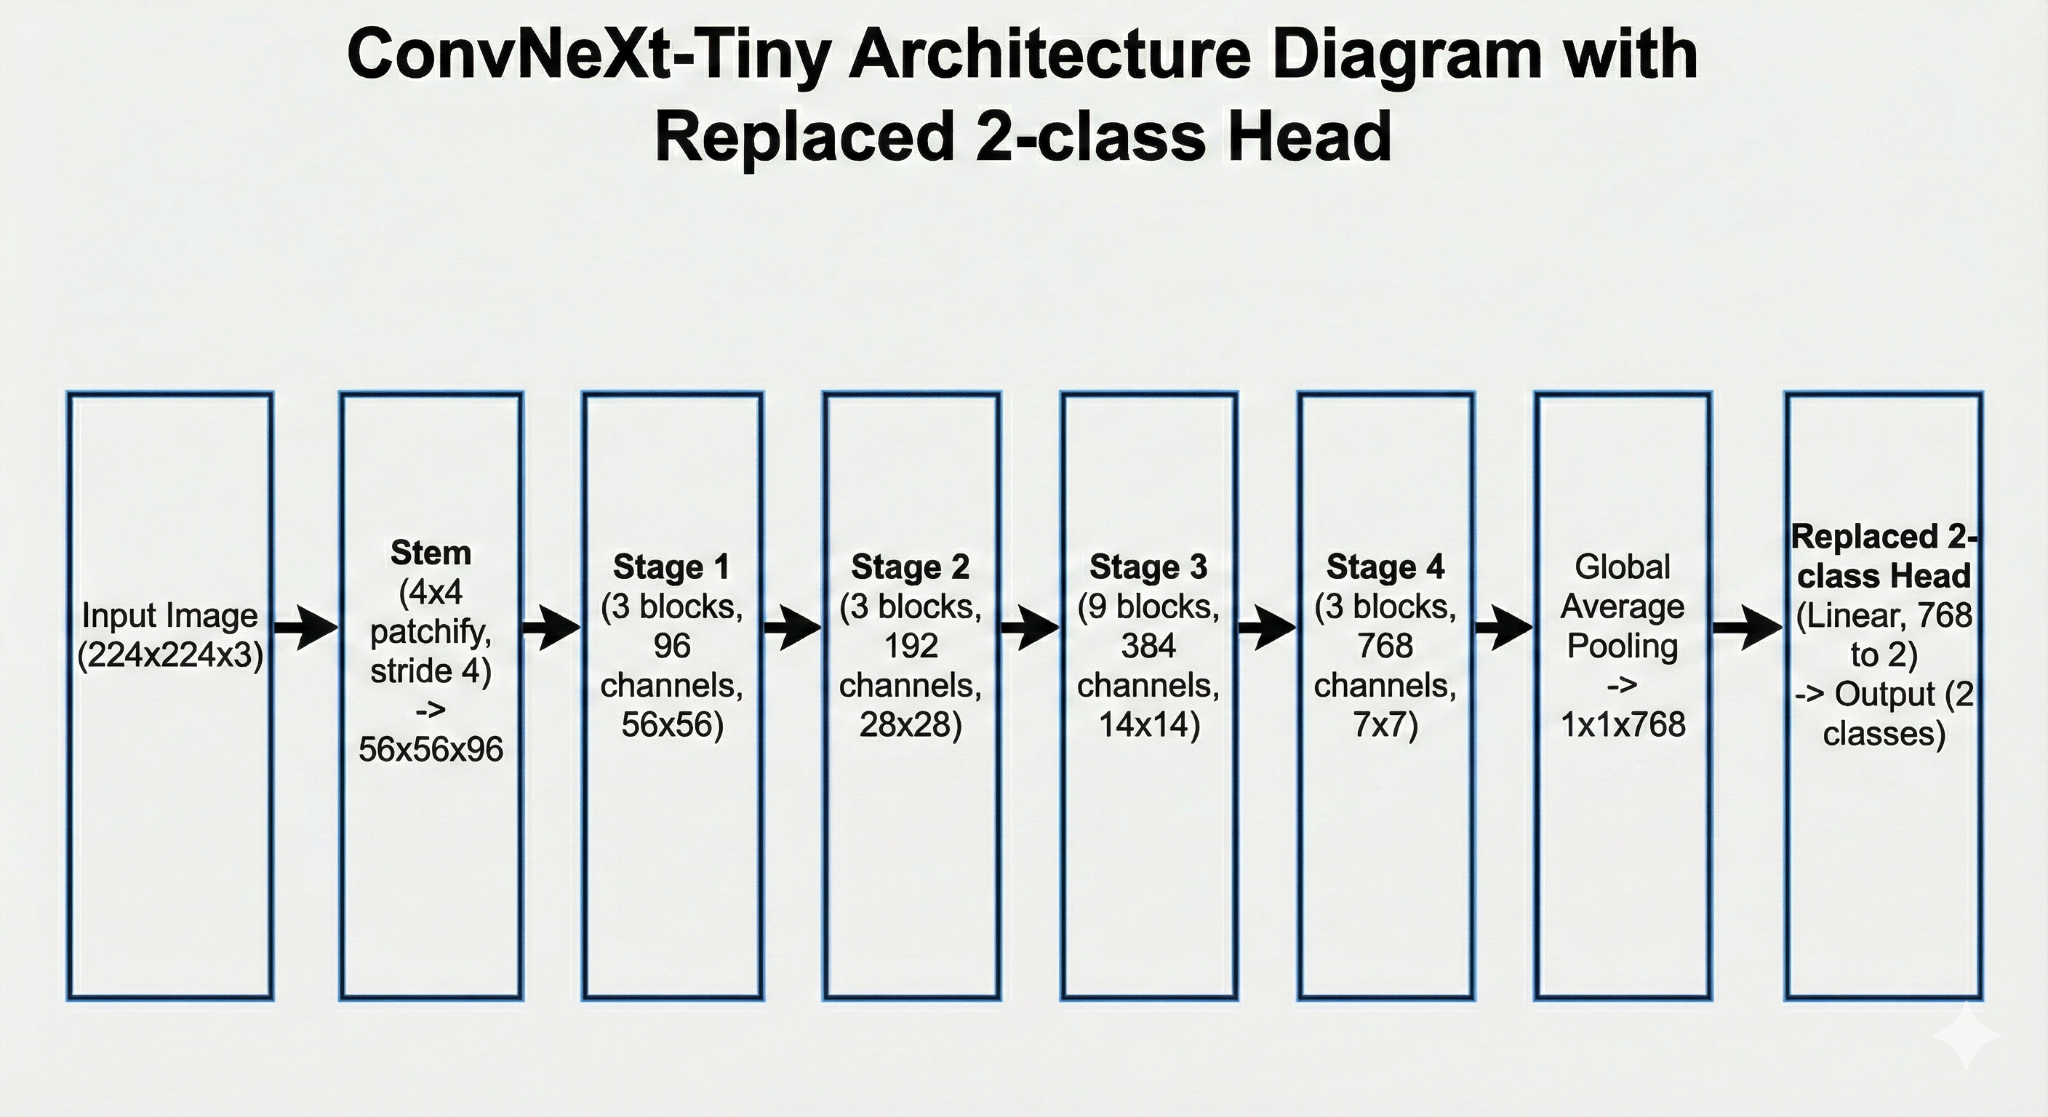 ConvNeXt-Tiny Architecture Diagram with
Replaced 2-class Head
Input Image
(224x224x3)
Stem
(4x4
patchify,
stride 4)
->
56x56x96
Stage 1
(3 blocks,
96
channels,
56x56)
Stage 2
(3 blocks,
192
channels,
28x28)
Stage 3
(9 blocks,
384
channels,
14x14)
Stage 4
(3 blocks,
768
channels,
7x7)
Global
Average
Pooling
->
1x1x768
Replaced 2-
class Head
(Linear, 768
to 2)
-> Output (2
classes)